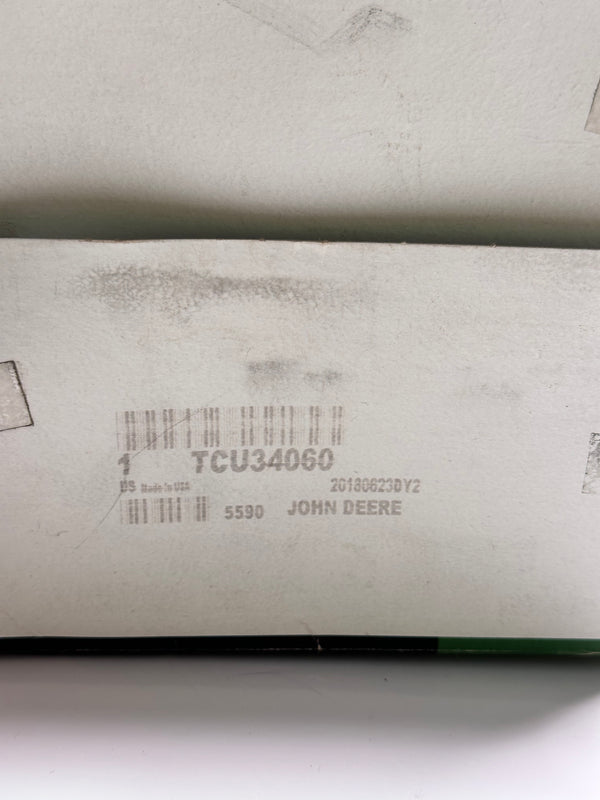 1 TCU34060
US Made in USA 20180623DY2
5590 JOHN DEERE